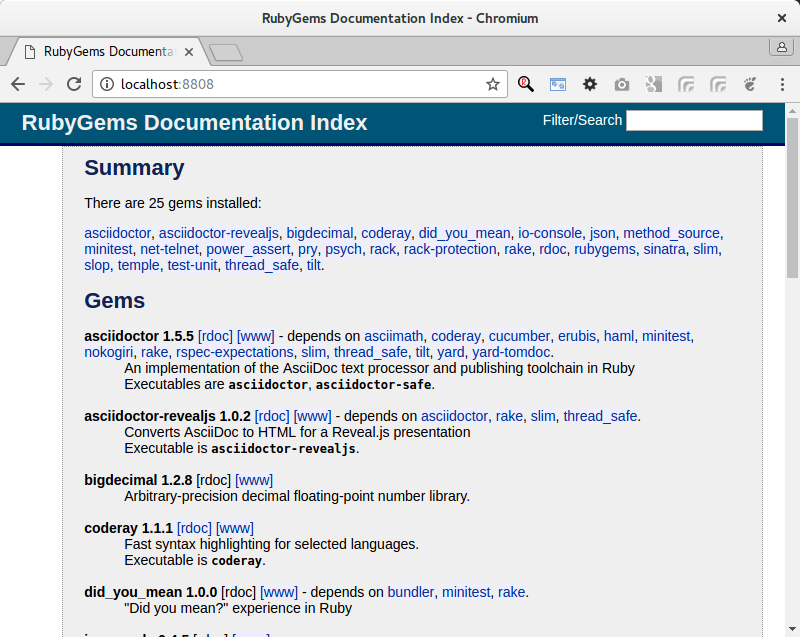 RubyGems Documentation Index - Chromium
RubyGems Documenta
localhost:8808
RubyGems Documentation Index
Filter/Search
Summary
There are 25 gems installed:
asciidoctor, asciidoctor-revealjs, bigdecimal, coderay, did_you_mean, io-console, json, method_source,
minitest, net-telnet, power_assert, pry, psych, rack, rack-protection, rake, rdoc, rubygems, sinatra, slim,
slop, temple, test-unit, thread_safe, tilt.
Gems
asciidoctor 1.5.5 [rdoc] [www] - depends on asciimath, coderay, cucumber, erubis, haml, minitest,
nokogiri, rake, rspec-expectations, slim, thread_safe, tilt, yard, yard-tomdoc.
An implementation of the AsciiDoc text processor and publishing toolchain in Ruby
Executables are asciidoctor, asciidoctor-safe.
asciidoctor-revealjs 1.0.2 [rdoc] [www] - depends on asciidoctor, rake, slim, thread_safe.
Converts AsciiDoc to HTML for a Reveal.js presentation
Executable is asciidoctor-revealjs.
bigdecimal 1.2.8 [rdoc] [www]
Arbitrary-precision decimal floating-point number library.
coderay 1.1.1 [rdoc] [www]
Fast syntax highlighting for selected languages.
Executable is coderay.
did_you_mean 1.0.0 [rdoc] [www] - depends on bundler, minitest, rake.
"Did you mean?" experience in Ruby